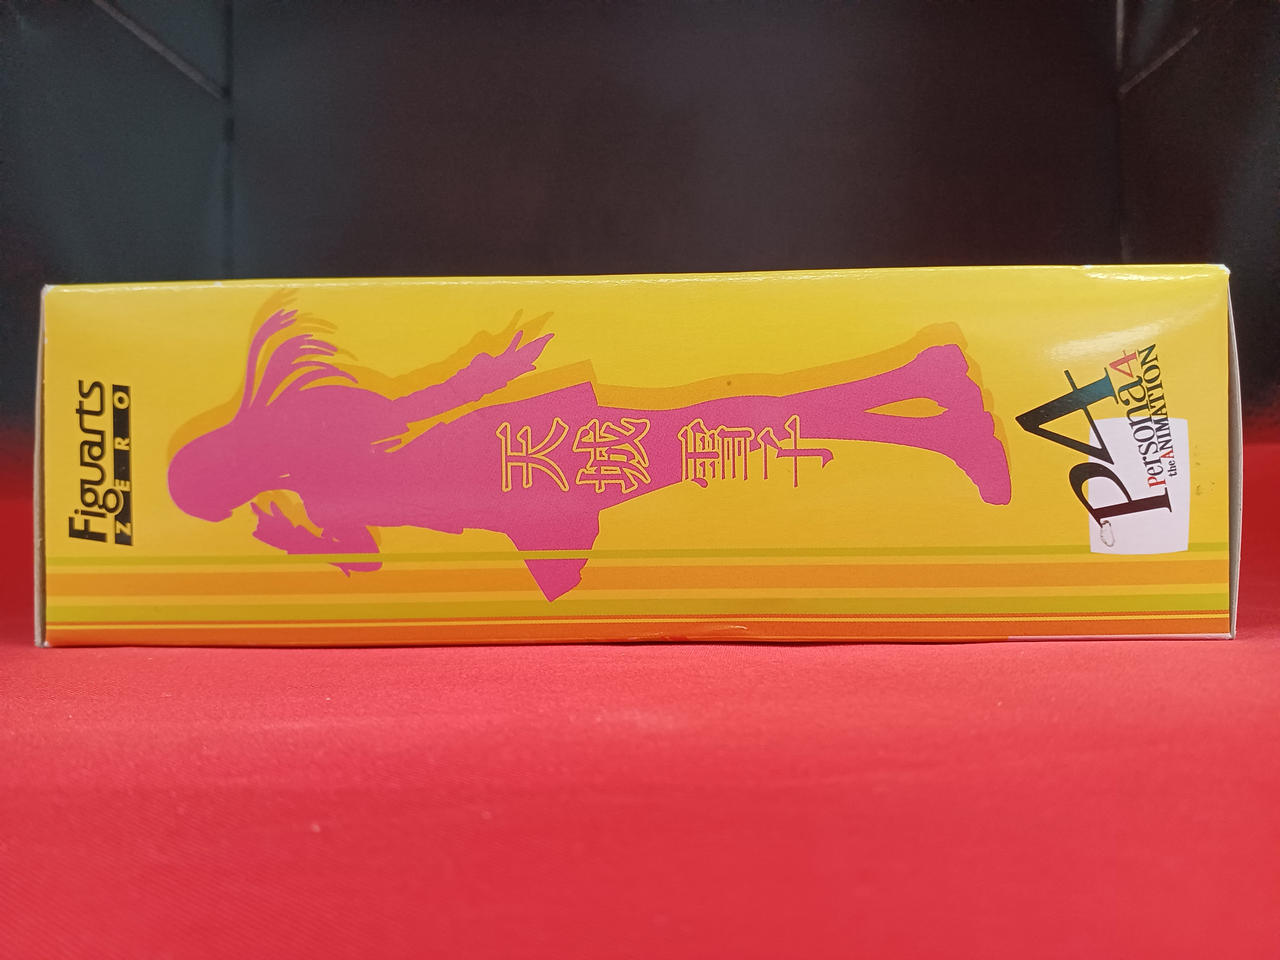 Figuarts
ZERO
天城 雪子
P4
Persona4
the ANIMATION